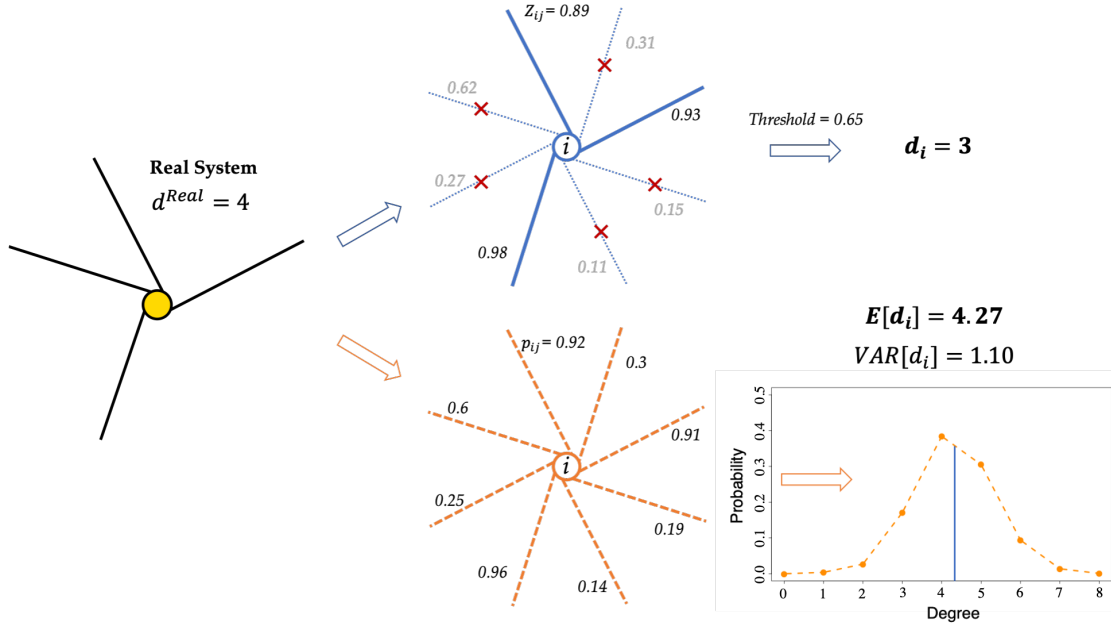 Real System
d^Real = 4
Z_ij = 0.89
0.31
0.62
0.93
0.27
0.15
0.98
0.11
i
Threshold = 0.65
d_i = 3
p_ij = 0.92
0.3
0.6
0.91
0.25
0.19
0.96
0.14
i
E[d_i] = 4.27
VAR[d_i] = 1.10
Probability
0.5
0.4
0.3
0.2
0.1
0.0
0 1 2 3 4 5 6 7 8
Degree